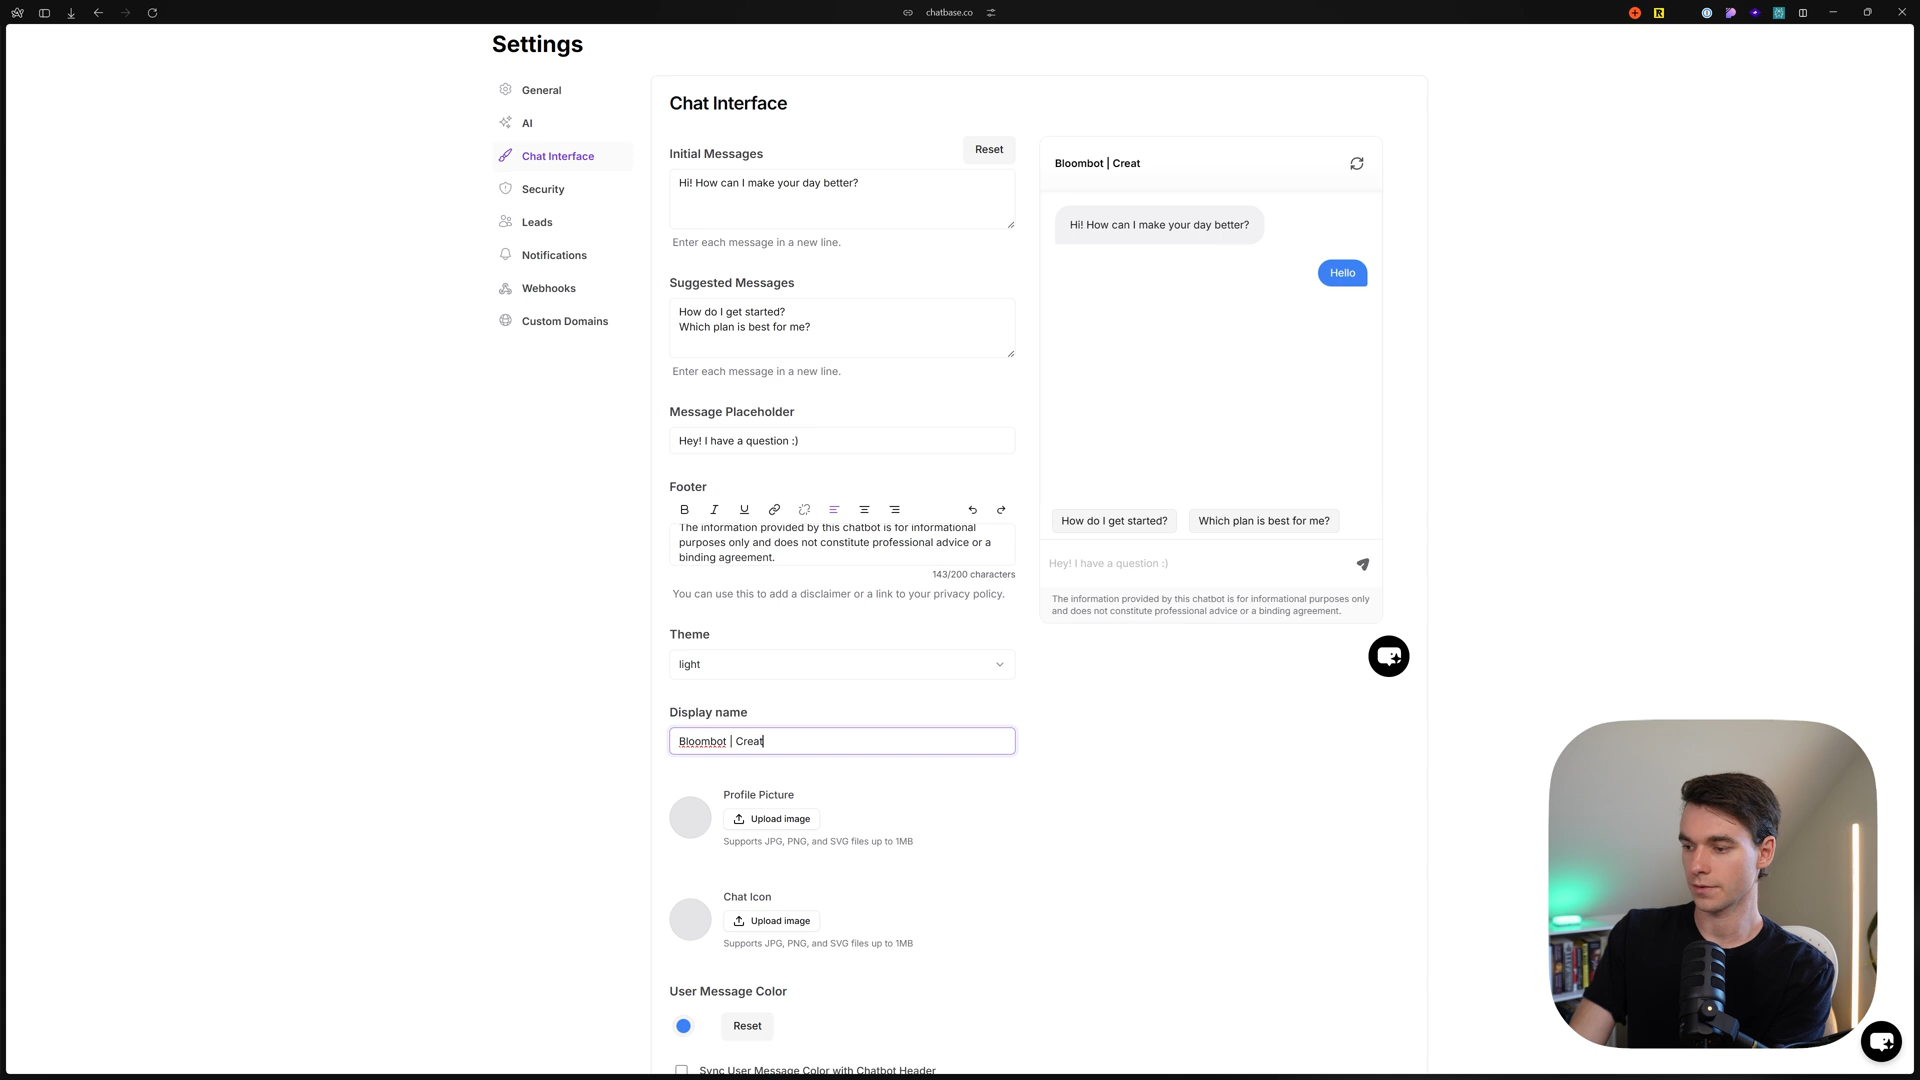 chatbase.co
Settings
General
AI
Chat Interface
Security
Leads
Notifications
Webhooks
Custom Domains
Chat Interface
Initial Messages
Reset
Hi! How can I make your day better?
Enter each message in a new line.
Suggested Messages
How do I get started?
Which plan is best for me?
Enter each message in a new line.
Message Placeholder
Hey! I have a question :)
Footer
The information provided by this chatbot is for informational
purposes only and does not constitute professional advice or a
binding agreement.
143/200 characters
You can use this to add a disclaimer or a link to your privacy policy.
Theme
light
Display name
Bloombot | Creat
Profile Picture
Upload image
Supports JPG, PNG, and SVG files up to 1MB
Chat Icon
Upload image
Supports JPG, PNG, and SVG files up to 1MB
User Message Color
Reset
Sync User Message Color with Chatbot Header
Bloombot | Creat
Hi! How can I make your day better?
Hello
How do I get started?
Which plan is best for me?
Hey! I have a question :)
The information provided by this chatbot is for informational purposes only
and does not constitute professional advice or a binding agreement.